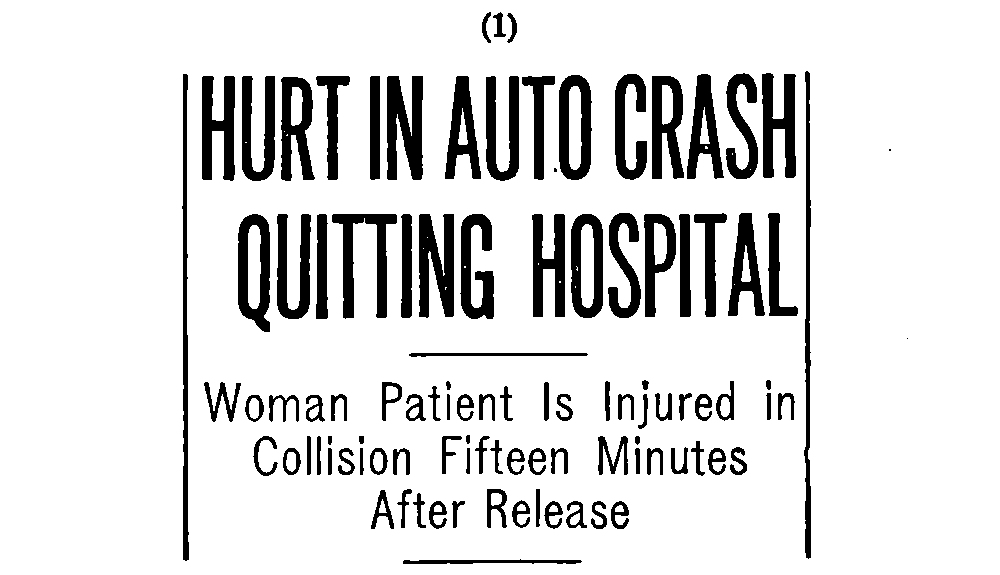 (1)
HURT IN AUTO CRASH
QUITTING HOSPITAL
Woman Patient Is Injured in
Collision Fifteen Minutes
After Release